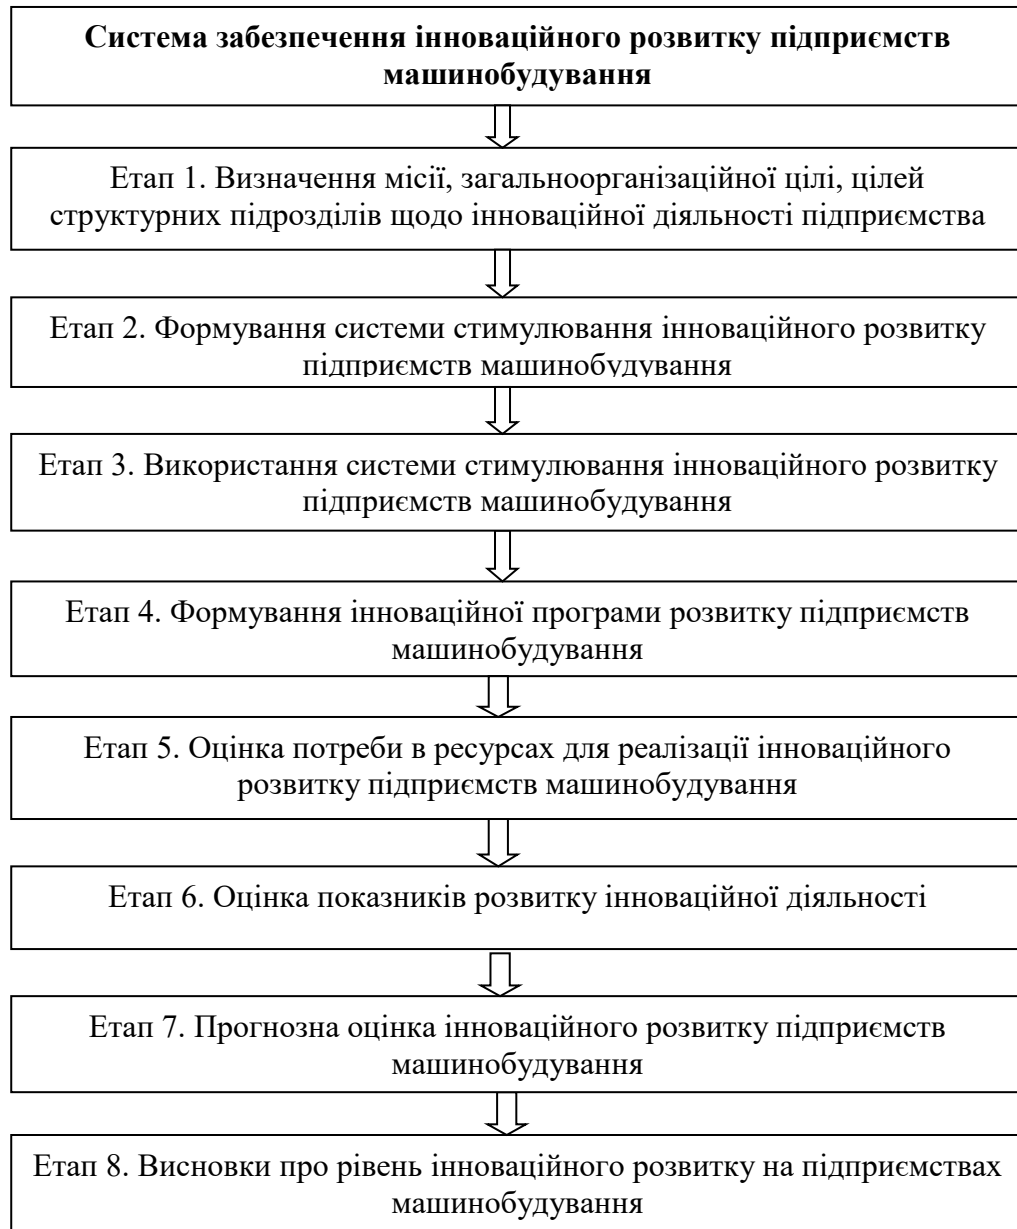 Система забезпечення інноваційного розвитку підприємств
машинобудування
Етап 1. Визначення місії, загальноорганізаційної цілі, цілей
структурних підрозділів щодо інноваційної діяльності підприємства
Етап 2. Формування системи стимулювання інноваційного розвитку
підприємств машинобудування
Етап 3. Використання системи стимулювання інноваційного розвитку
підприємств машинобудування
Етап 4. Формування інноваційної програми розвитку підприємств
машинобудування
Етап 5. Оцінка потреби в ресурсах для реалізації інноваційного
розвитку підприємств машинобудування
Етап 6. Оцінка показників розвитку інноваційної діяльності
Етап 7. Прогнозна оцінка інноваційного розвитку підприємств
машинобудування
Етап 8. Висновки про рівень інноваційного розвитку на підприємствах
машинобудування